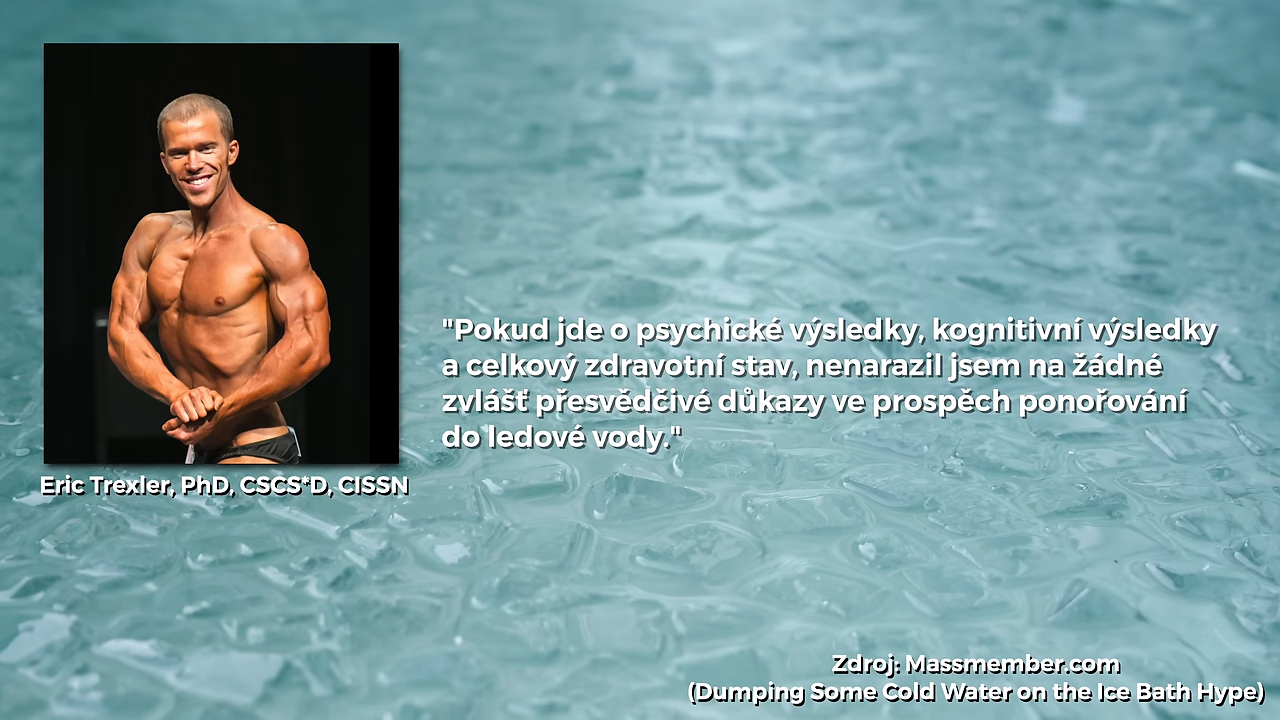 "Pokud jde o psychické výsledky, kognitivní výsledky
a celkový zdravotní stav, nenarazil jsem na žádné
zvlášť přesvědčivé důkazy ve prospěch ponořování
do ledové vody."
Eric Trexler, PhD, CSCS*D, CISSN
Zdroj: Massmember.com
(Dumping Some Cold Water on the Ice Bath Hype)